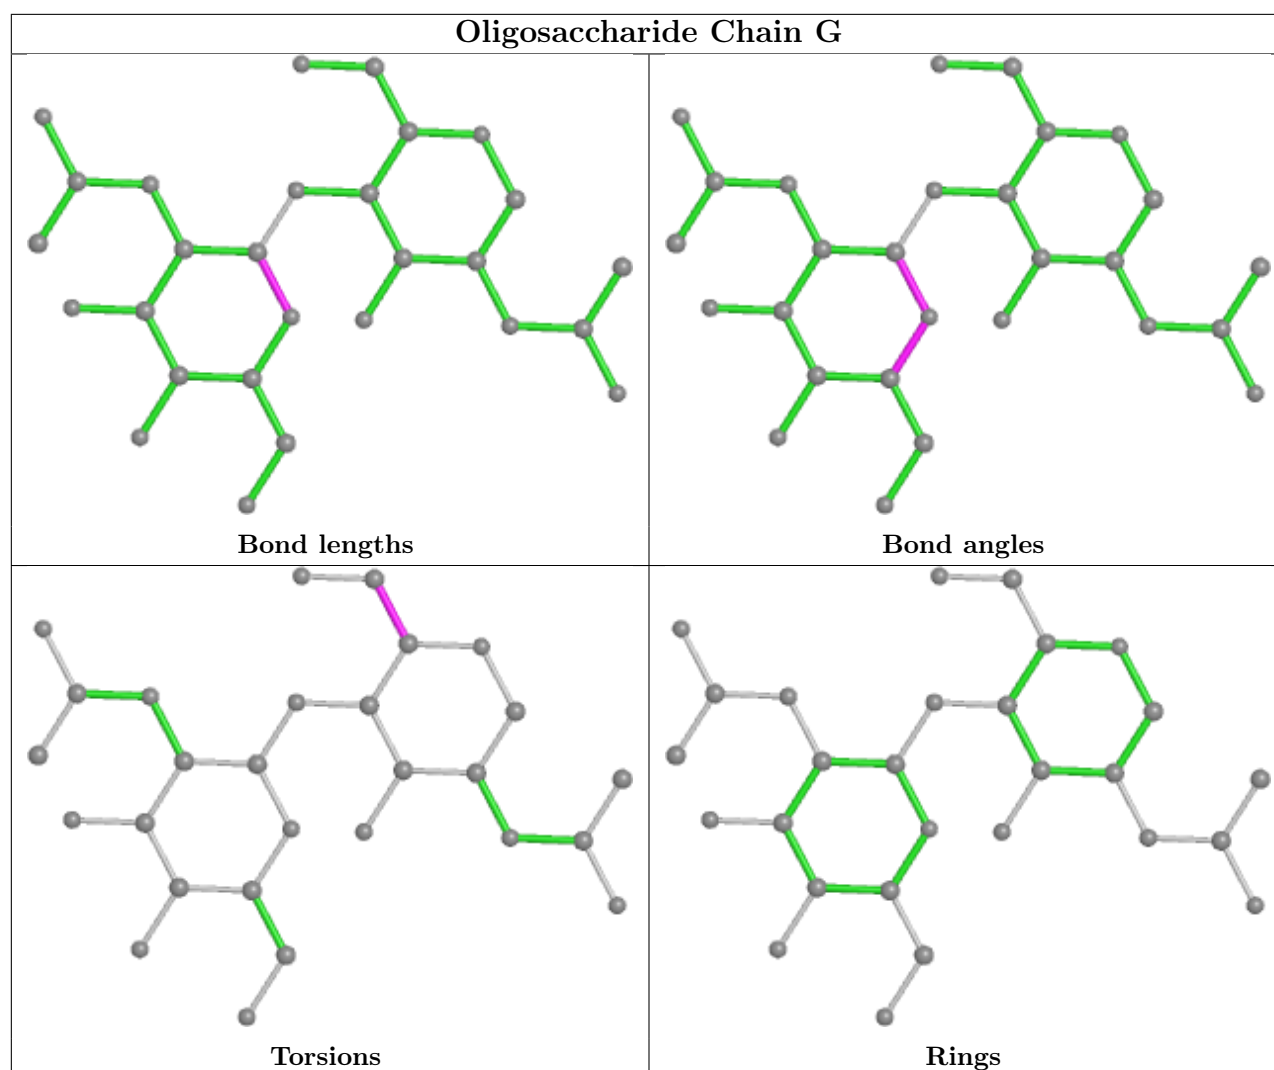 Oligosaccharide Chain G
Bond lengths
Bond angles
Torsions
Rings